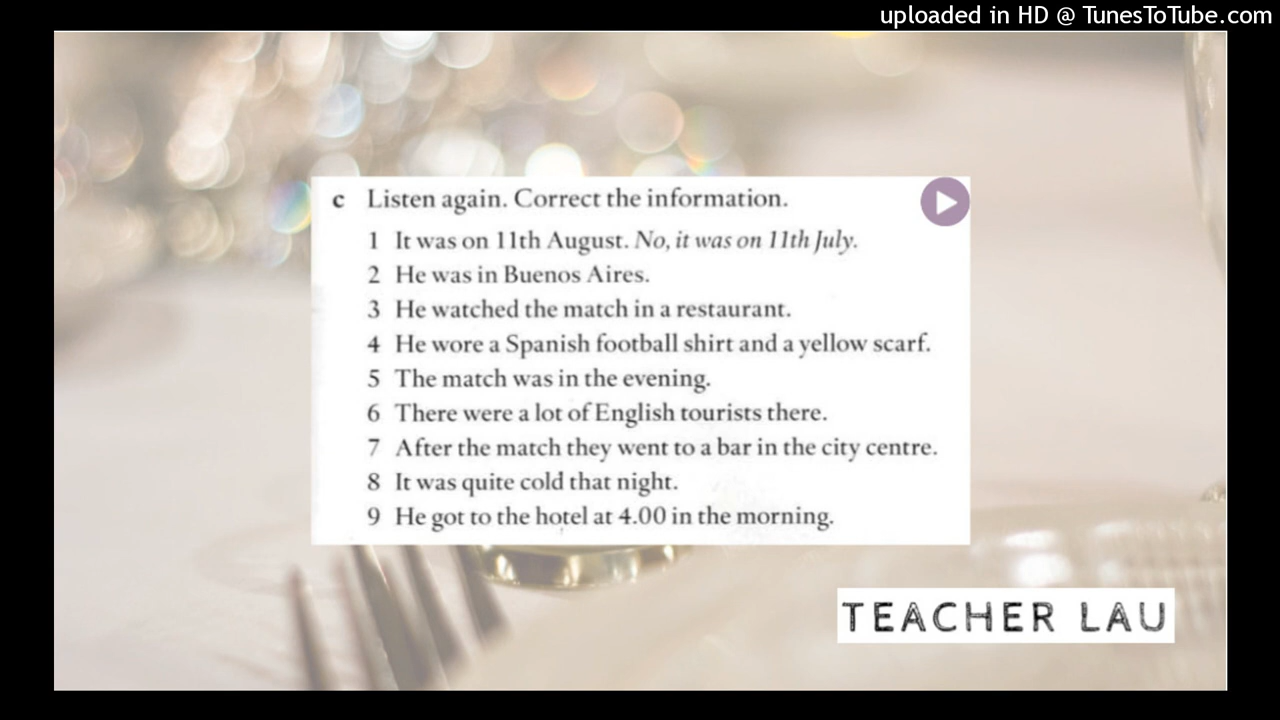 uploaded in HD @ TunesToTube.com
c Listen again. Correct the information.
1 It was on 11th August. No, it was on 11th July.
2 He was in Buenos Aires.
3 He watched the match in a restaurant.
4 He wore a Spanish football shirt and a yellow scarf.
5 The match was in the evening.
6 There were a lot of English tourists there.
7 After the match they went to a bar in the city centre.
8 It was quite cold that night.
9 He got to the hotel at 4.00 in the morning.
TEACHER LAU